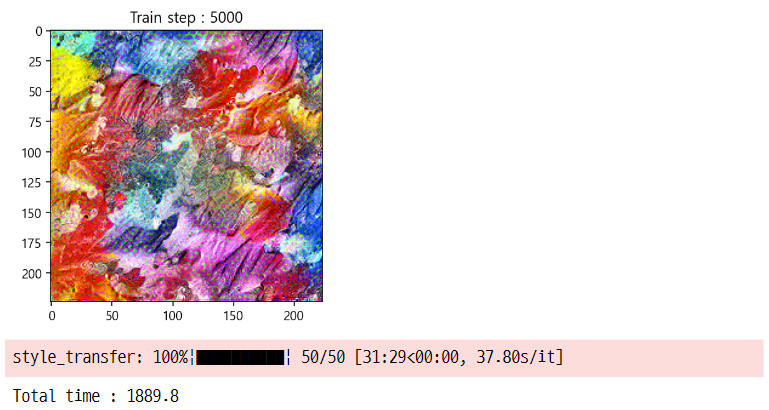 Train step : 5000
0
25
50
75
100
125
150
175
200
0 50 100 150 200
style_transfer: 100%|██████████| 50/50 [31:29<00:00, 37.80s/it]
Total time : 1889.8